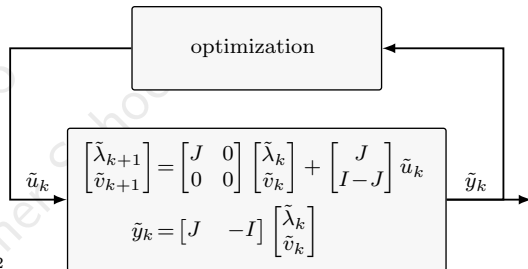 optimization
ũ_k
[λ̃_{k+1}; ṽ_{k+1}] = [J 0; 0 0] [λ̃_k; ṽ_k] + [J; I−J] ũ_k
ỹ_k = [J −I] [λ̃_k; ṽ_k]
ỹ_k